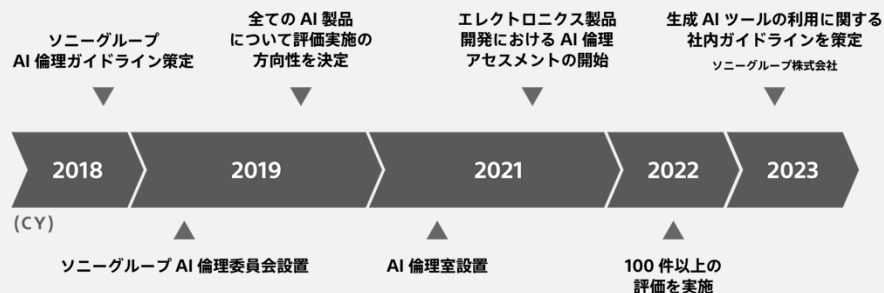 ソニーグループ
AI 倫理ガイドライン策定
全ての AI 製品
について評価実施の
方向性を決定
エレクトロニクス製品
開発における AI 倫理
アセスメントの開始
生成 AI ツールの利用に関する
社内ガイドラインを策定
ソニーグループ株式会社
2018
2019
2021
2022
2023
(CY)
ソニーグループ AI 倫理委員会設置
AI 倫理室設置
100 件以上の
評価を実施